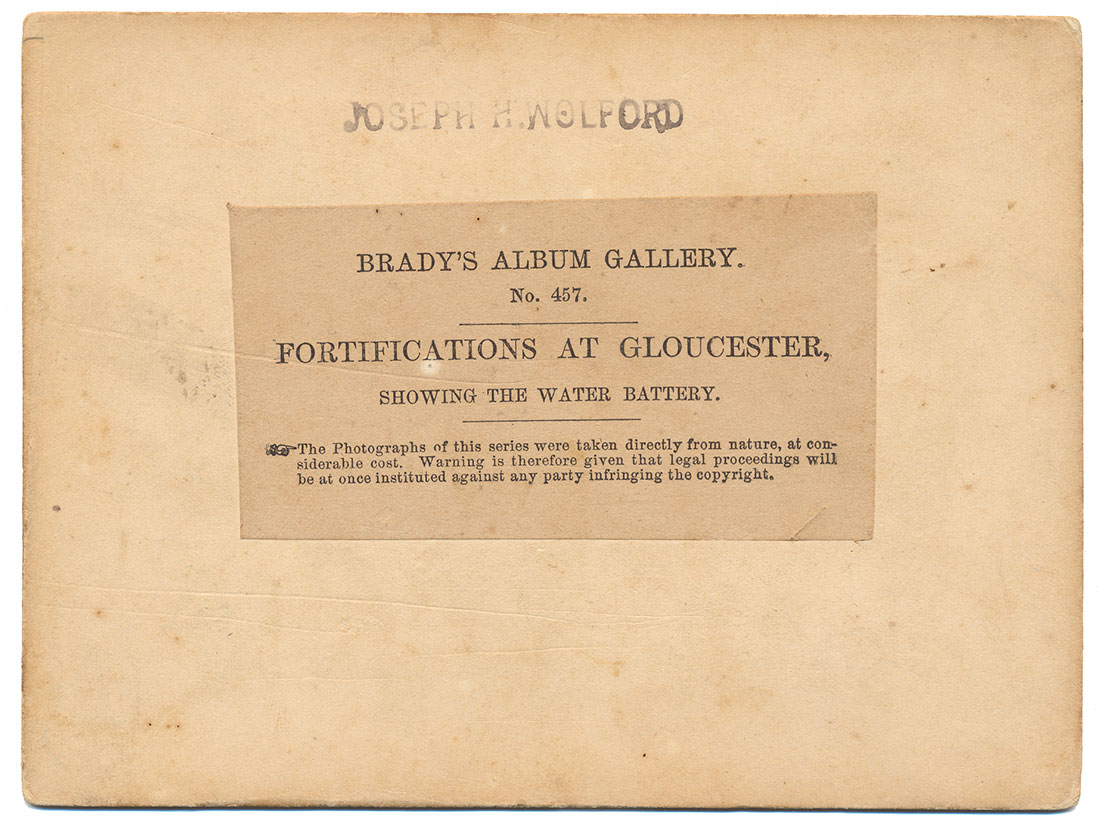 JOSEPH H. WOLFORD
BRADY'S ALBUM GALLERY.
No. 457.
FORTIFICATIONS AT GLOUCESTER,
SHOWING THE WATER BATTERY.
☞The Photographs of this series were taken directly from nature, at con-
siderable cost. Warning is therefore given that legal proceedings will
be at once instituted against any party infringing the copyright.